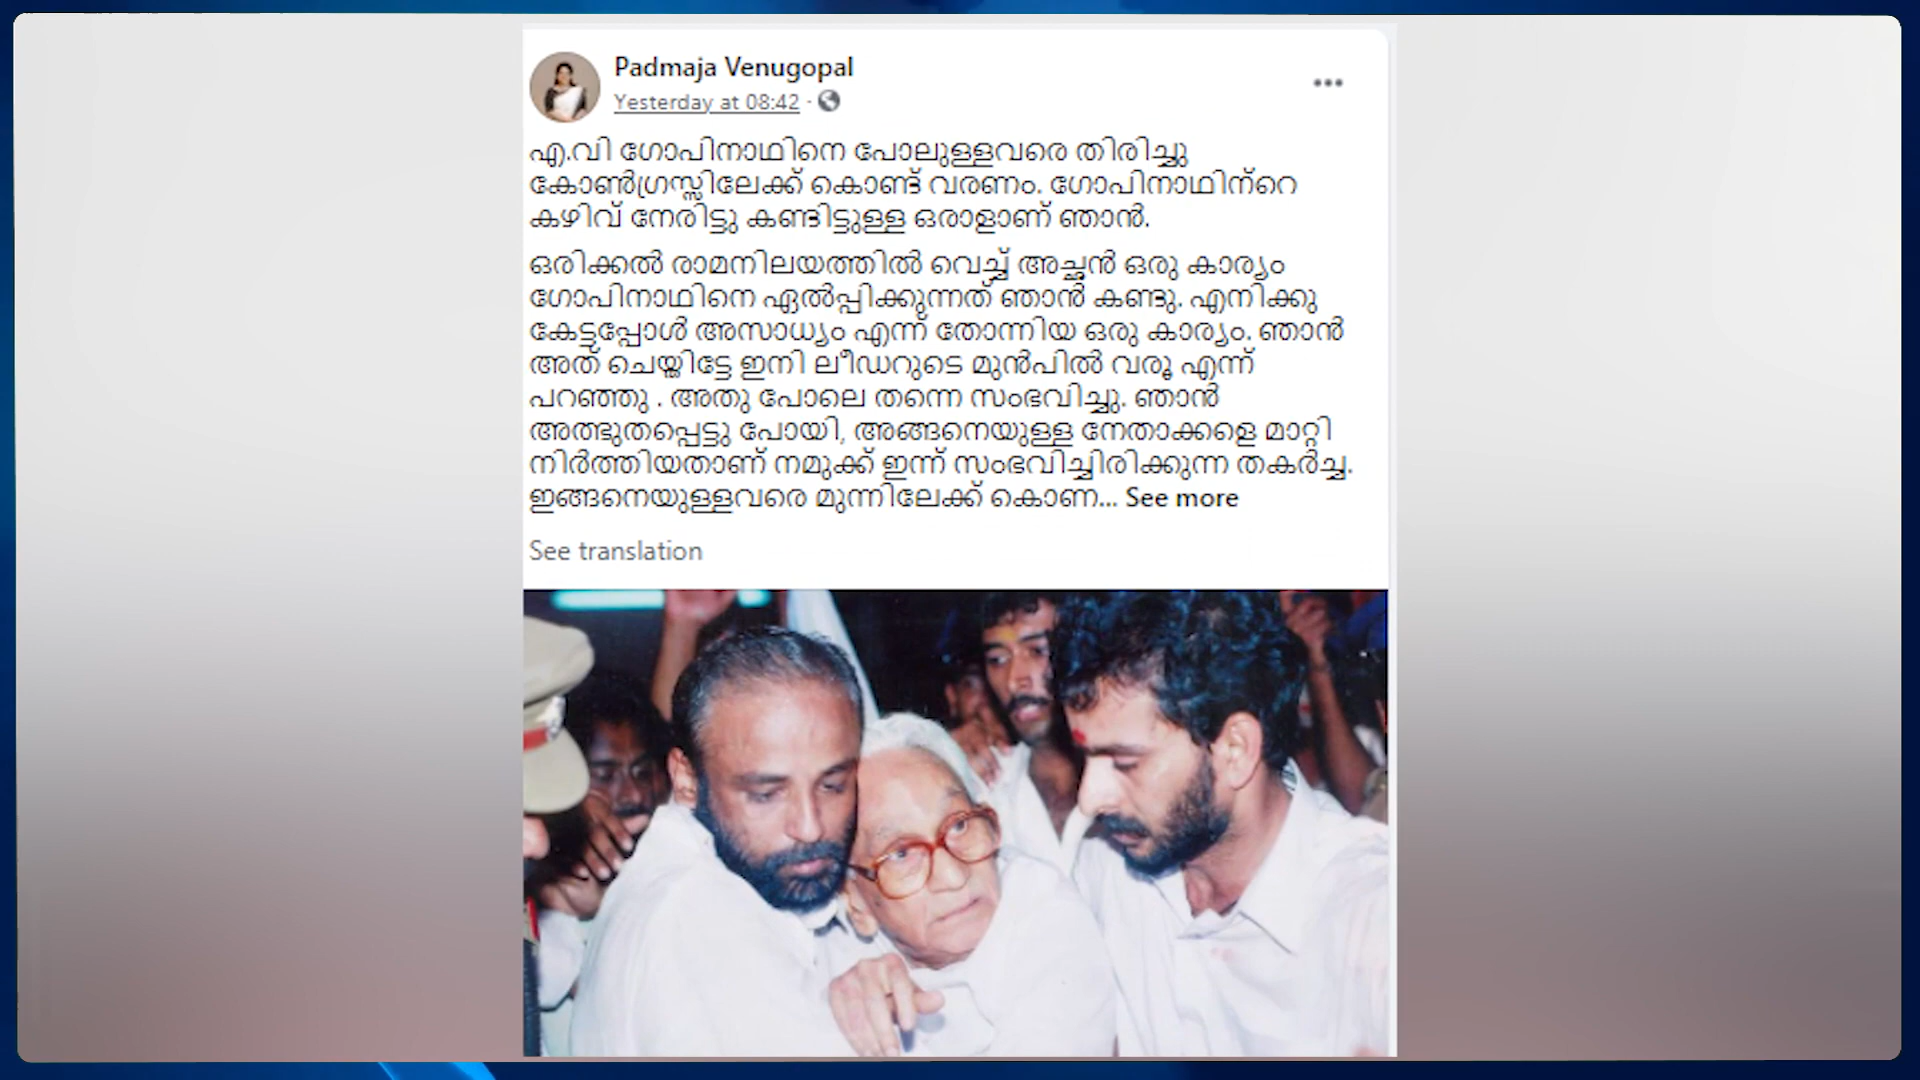 Padmaja Venugopal
Yesterday at 08:42 ·
എ.വി ഗോപിനാഥിനെ പോലുള്ളവരെ തിരിച്ചു
കോൺഗ്രസ്സിലേക്ക് കൊണ്ട് വരണം. ഗോപിനാഥിന്റെ
കഴിവ് നേരിട്ടു കണ്ടിട്ടുള്ള ഒരാളാണ് ഞാൻ.
ഒരിക്കൽ രാമനിലയത്തിൽ വെച്ച് അച്ഛൻ ഒരു കാര്യം
ഗോപിനാഥിനെ ഏൽപ്പിക്കുന്നത് ഞാൻ കണ്ടു. എനിക്കു
കേട്ടപ്പോൾ അസാധ്യം എന്ന് തോന്നിയ ഒരു കാര്യം. ഞാൻ
അത് ചെയ്തിട്ടേ ഇനി ലീഡറുടെ മുൻപിൽ വരൂ എന്ന്
പറഞ്ഞു . അതു പോലെ തന്നെ സംഭവിച്ചു. ഞാൻ
അത്ഭുതപ്പെട്ടു പോയി, അങ്ങനെയുള്ള നേതാക്കളെ മാറ്റി
നിർത്തിയതാണ് നമുക്ക് ഇന്ന് സംഭവിച്ചിരിക്കുന്ന തകർച്ച.
ഇങ്ങനെയുള്ളവരെ മുന്നിലേക്ക് കൊണ... See more
See translation